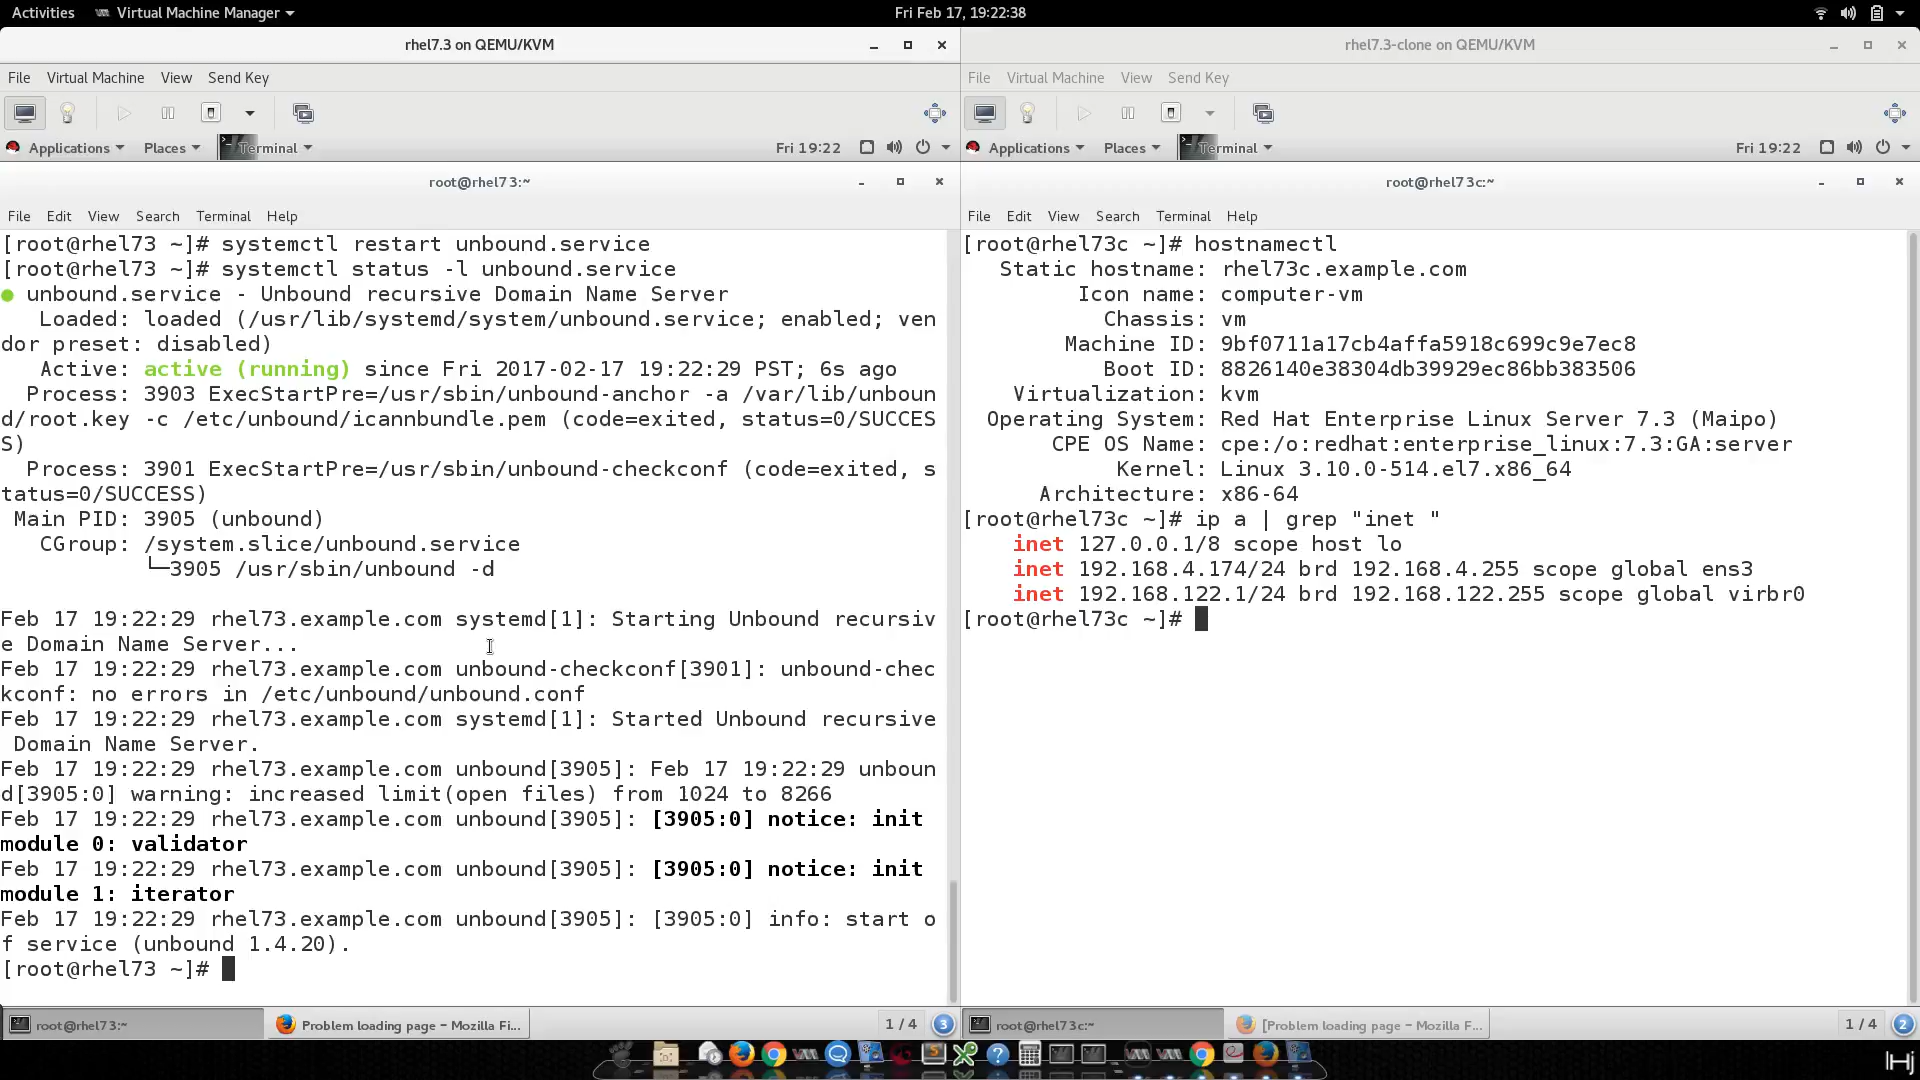 Activities Virtual Machine Manager Fri Feb 17, 19:22:38
rhel7.3 on QEMU/KVM
File Virtual Machine View Send Key
Applications Places Terminal Fri 19:22
root@rhel73:~
File Edit View Search Terminal Help
[root@rhel73 ~]# systemctl restart unbound.service
[root@rhel73 ~]# systemctl status -l unbound.service
● unbound.service - Unbound recursive Domain Name Server
Loaded: loaded (/usr/lib/systemd/system/unbound.service; enabled; ven
dor preset: disabled)
Active: active (running) since Fri 2017-02-17 19:22:29 PST; 6s ago
Process: 3903 ExecStartPre=/usr/sbin/unbound-anchor -a /var/lib/unboun
d/root.key -c /etc/unbound/icannbundle.pem (code=exited, status=0/SUCCES
S)
Process: 3901 ExecStartPre=/usr/sbin/unbound-checkconf (code=exited, s
tatus=0/SUCCESS)
Main PID: 3905 (unbound)
CGroup: /system.slice/unbound.service
└─3905 /usr/sbin/unbound -d
Feb 17 19:22:29 rhel73.example.com systemd[1]: Starting Unbound recursiv
e Domain Name Server...
Feb 17 19:22:29 rhel73.example.com unbound-checkconf[3901]: unbound-chec
kconf: no errors in /etc/unbound/unbound.conf
Feb 17 19:22:29 rhel73.example.com systemd[1]: Started Unbound recursive
Domain Name Server.
Feb 17 19:22:29 rhel73.example.com unbound[3905]: Feb 17 19:22:29 unboun
d[3905:0] warning: increased limit(open files) from 1024 to 8266
Feb 17 19:22:29 rhel73.example.com unbound[3905]: [3905:0] notice: init
module 0: validator
Feb 17 19:22:29 rhel73.example.com unbound[3905]: [3905:0] notice: init
module 1: iterator
Feb 17 19:22:29 rhel73.example.com unbound[3905]: [3905:0] info: start o
f service (unbound 1.4.20).
[root@rhel73 ~]#
root@rhel73:~ Problem loading page – Mozilla Fi... 1 / 4 3
rhel7.3-clone on QEMU/KVM
File Virtual Machine View Send Key
Applications Places Terminal Fri 19:22
root@rhel73c:~
File Edit View Search Terminal Help
[root@rhel73c ~]# hostnamectl
Static hostname: rhel73c.example.com
Icon name: computer-vm
Chassis: vm
Machine ID: 9bf0711a17cb4affa5918c699c9e7ec8
Boot ID: 8826140e38304db39929ec86bb383506
Virtualization: kvm
Operating System: Red Hat Enterprise Linux Server 7.3 (Maipo)
CPE OS Name: cpe:/o:redhat:enterprise_linux:7.3:GA:server
Kernel: Linux 3.10.0-514.el7.x86_64
Architecture: x86-64
[root@rhel73c ~]# ip a | grep "inet "
inet 127.0.0.1/8 scope host lo
inet 192.168.4.174/24 brd 192.168.4.255 scope global ens3
inet 192.168.122.1/24 brd 192.168.122.255 scope global virbr0
[root@rhel73c ~]#
root@rhel73c:~ [Problem loading page – Mozilla F... 1 / 4 2